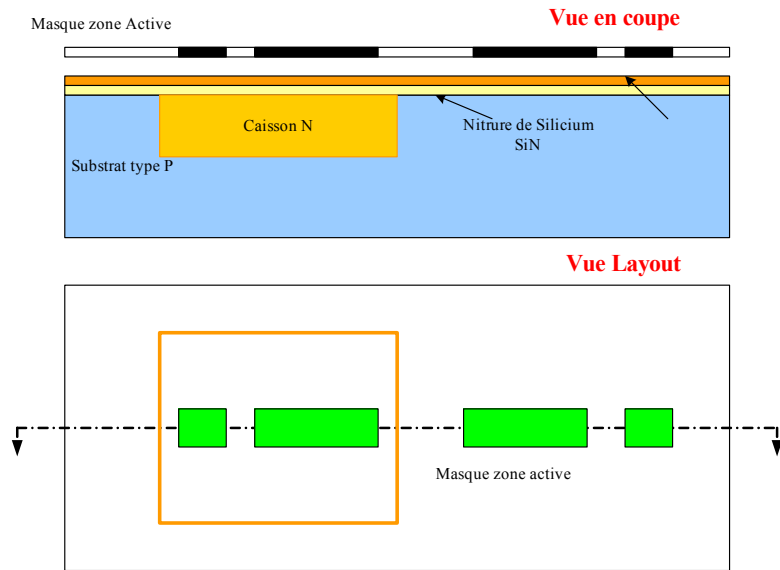 Vue en coupe
Masque zone Active
Caisson N
Nitrure de Silicium
SiN
Substrat type P
Vue Layout
Masque zone active